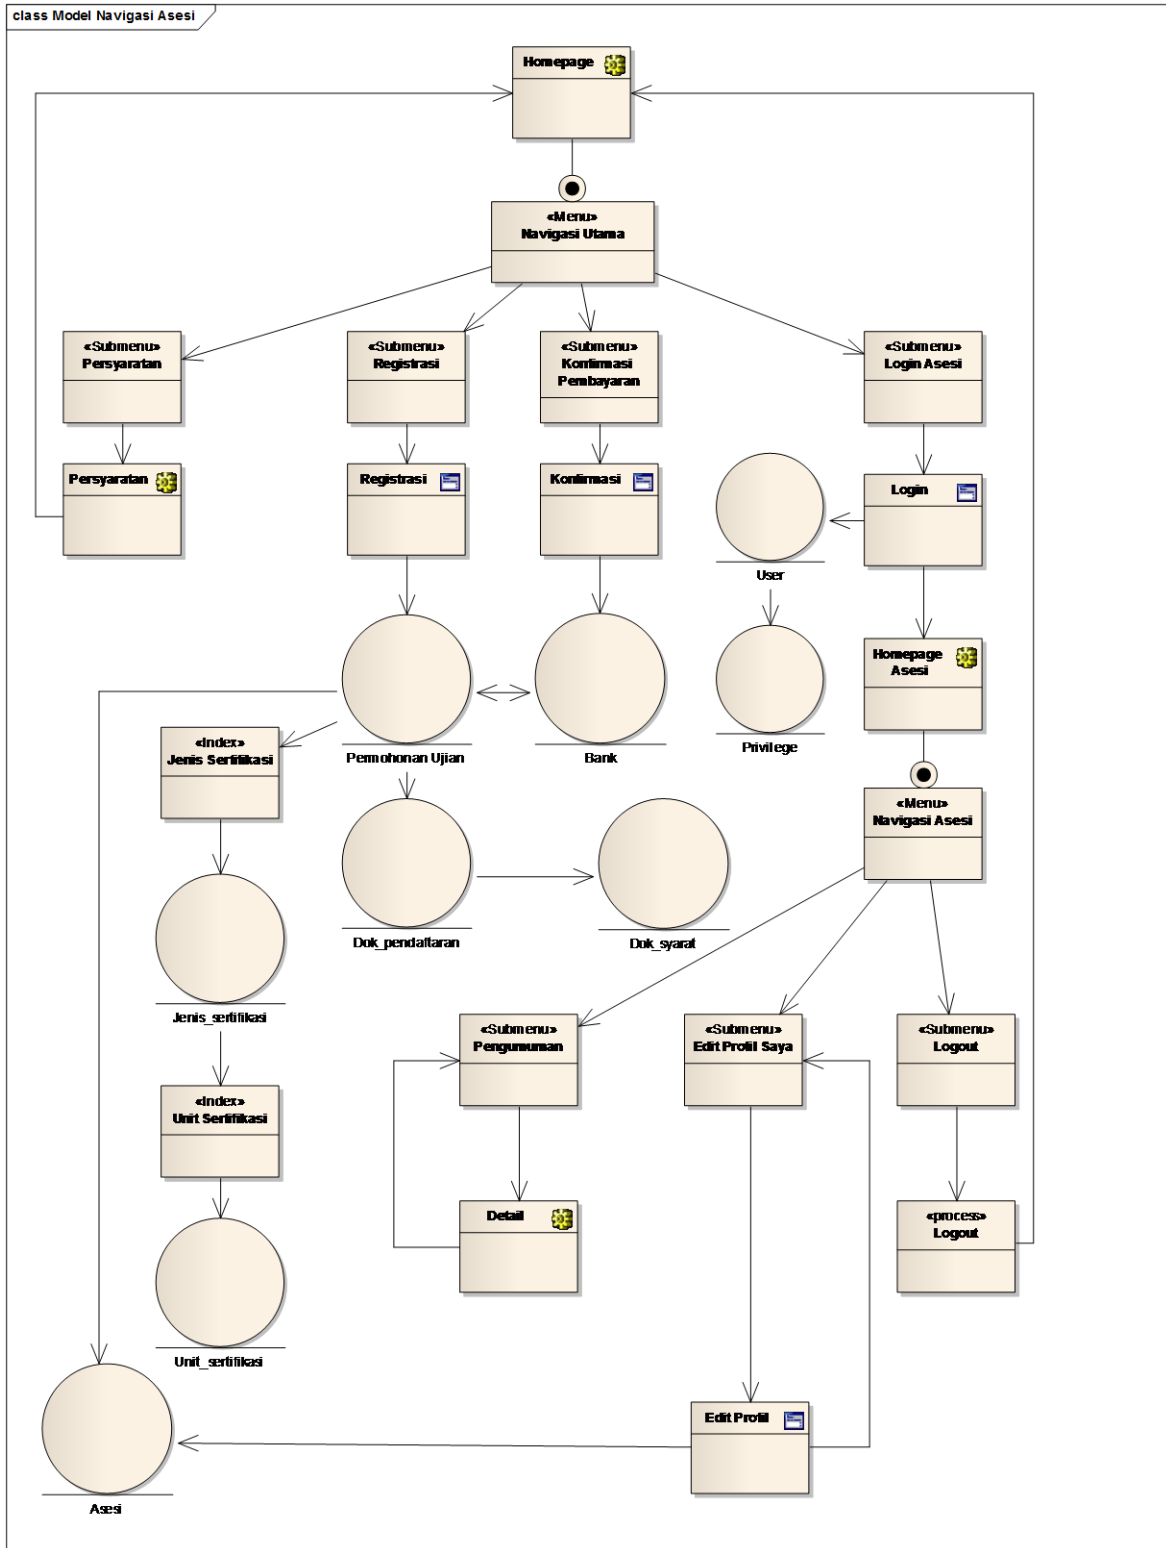 class Model Navigasi Asesi
Homepage
«Menu»
Navigasi Utama
«Submenu»
Persyaratan
«Submenu»
Registrasi
«Submenu»
Konfirmasi
Pembayaran
«Submenu»
Login Asesi
Persyaratan
Registrasi
Konfirmasi
Login
User
Homepage
Asesi
«Index»
Jenis Sertifikasi
Permohonan Ujian
Bank
Privilege
«Menu»
Navigasi Asesi
Dok_pendaftaran
Dok_syarat
Jenis_sertifikasi
«Submenu»
Pengumuman
«Submenu»
Edit Profil Saya
«Submenu»
Logout
«Index»
Unit Sertifikasi
Detail
«process»
Logout
Unit_sertifikasi
Edit Profil
Asesi